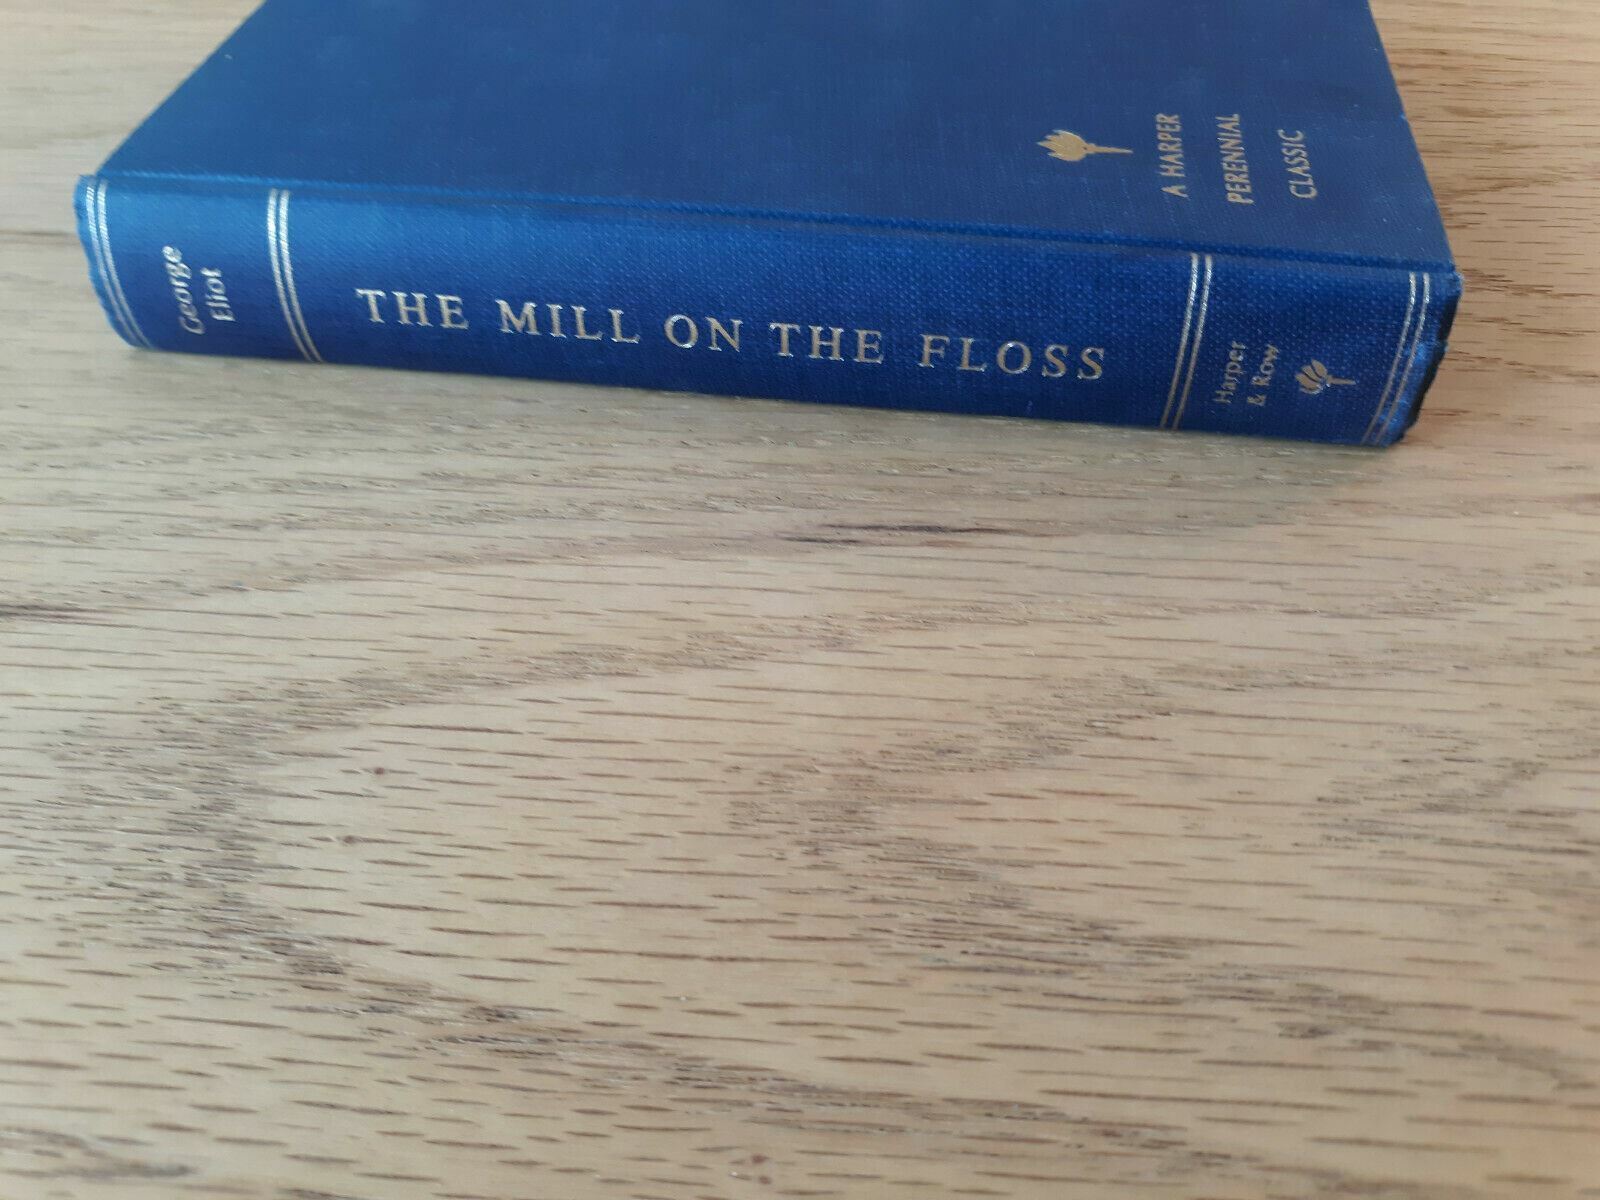 George
Eliot
THE MILL ON THE FLOSS
Harper
& Row
A HARPER
PERENNIAL
CLASSIC